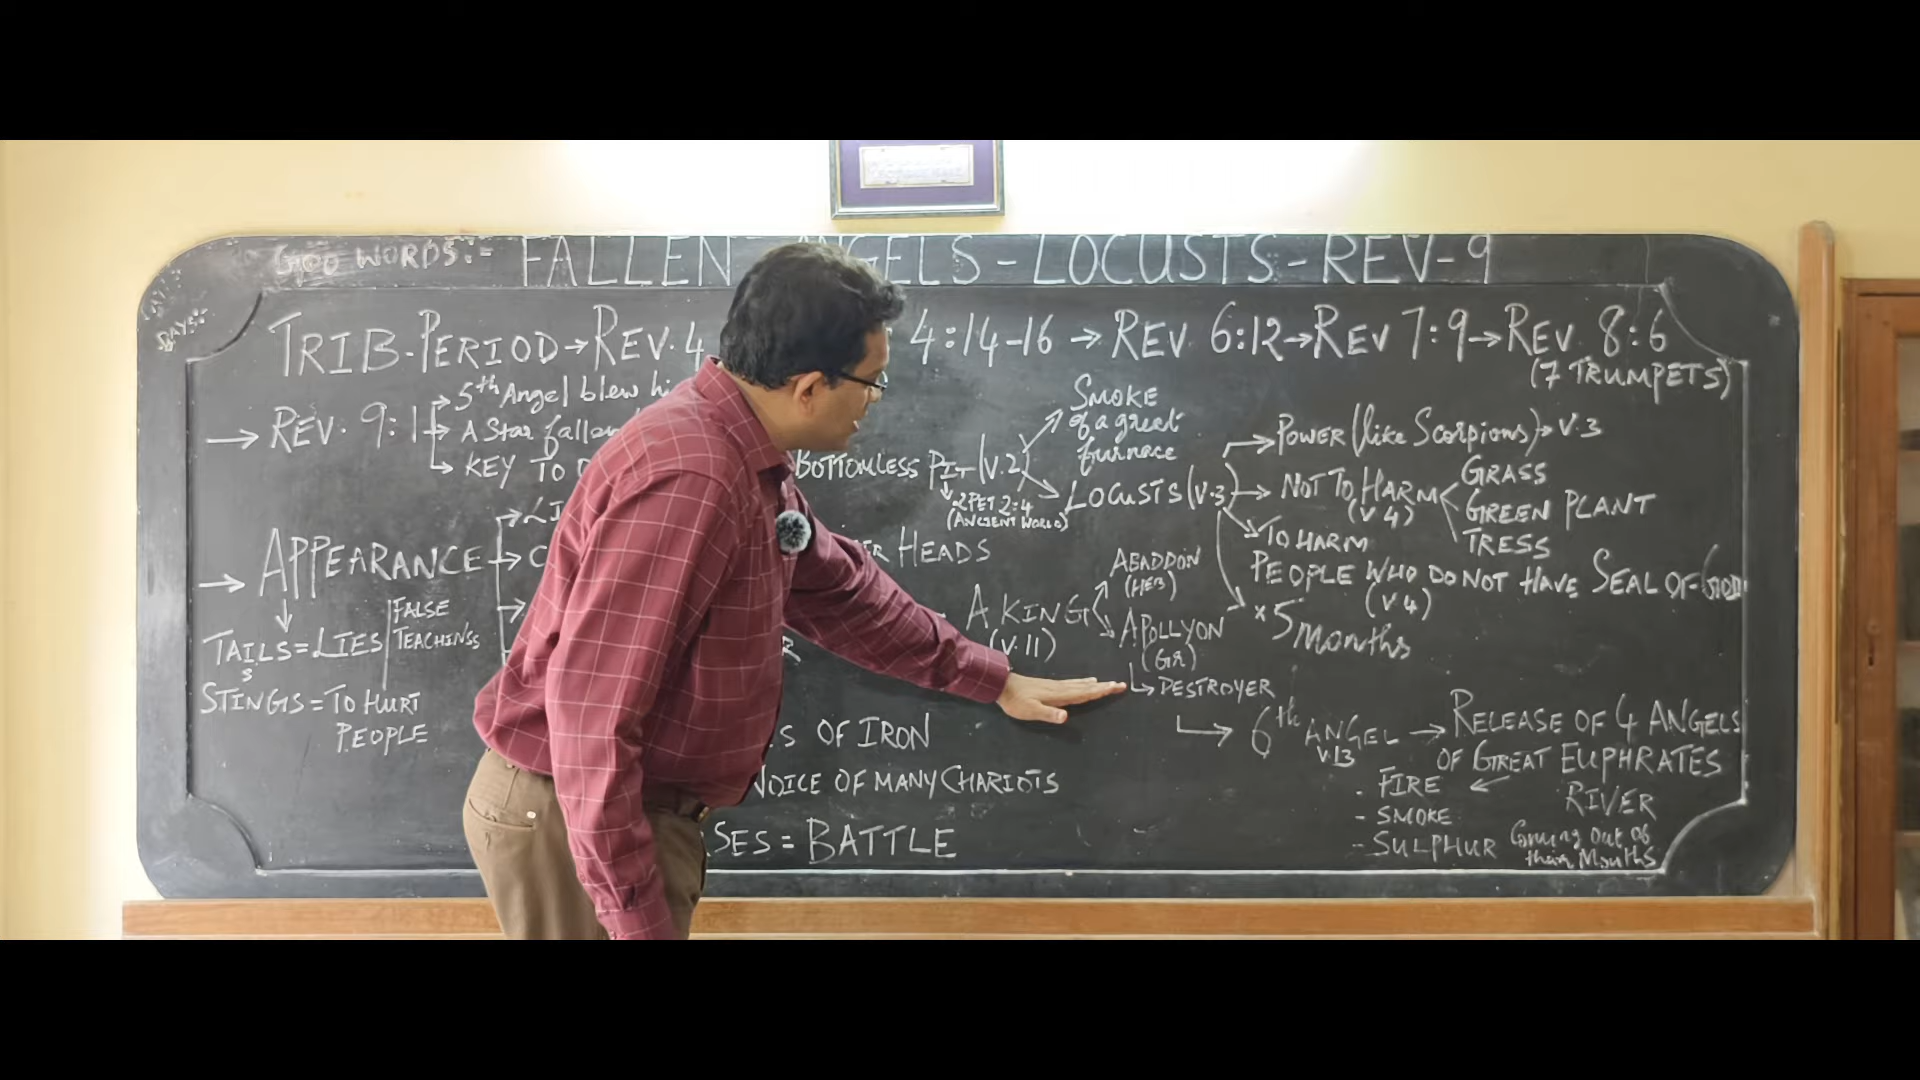 GOOD WORDS:- FALLEN ANGELS - LOCUSTS - REV-9
DAYS:-
TRIB-PERIOD → REV. 4
4:14-16 → REV. 6:12 → REV 7:9 → REV. 8:6
(7 TRUMPETS)
→ REV. 9:1
→ 5th Angel blew hi
→ A Star fallen
→ KEY TO
BOTTOMLESS PIT (V.2)
2PET 2:4
(ANCIENT WORLD)
SMOKE
of a great
furnace
LOCUSTS (V.3)
→ POWER (like Scorpions) → V.3
→ NOT TO HARM
(V 4)
GRASS
GREEN PLANT
TRESS
→ TO HARM
PEOPLE WHO DO NOT HAVE SEAL OF GOD
(V4)
* 5 months
→ APPEARANCE
HEADS
TAILS = LIES
FALSE
TEACHINSS
S
STINGS = TO HURT
PEOPLE
A KING
(V.11)
ABADDON
(HEB)
APOLLYON
(GR)
→ DESTROYER
→ 6th ANGEL → RELEASE OF 4 ANGELS
V.13
OF GREAT EUPHRATES
RIVER
. FIRE
- SMOKE
- SULPHUR Coming out of
their Mouths
OF IRON
VOICE OF MANY CHARIOTS
SES = BATTLE